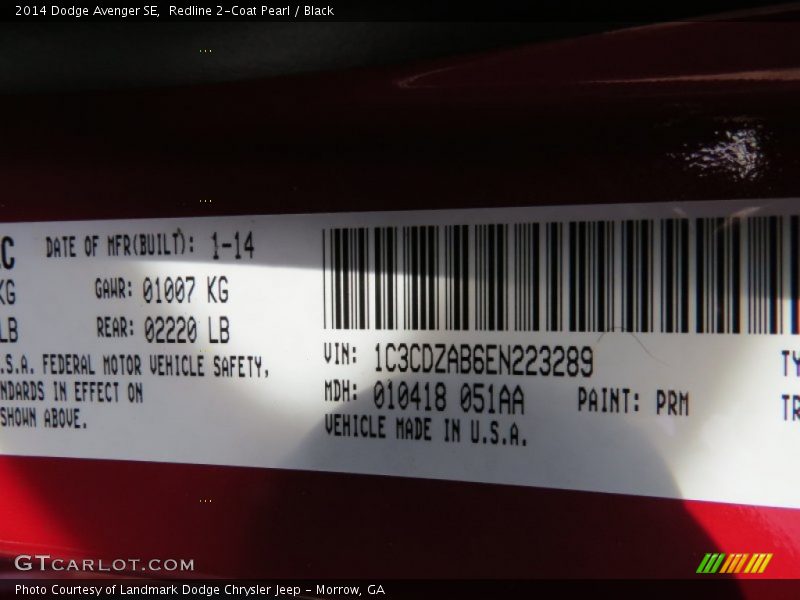 2014 Dodge Avenger SE,  Redline 2-Coat Pearl / Black
C DATE OF MFR(BUILT): 1-14
KG GAWR: 01007 KG
LB REAR: 02220 LB
.S.A. FEDERAL MOTOR VEHICLE SAFETY,
NDARDS IN EFFECT ON
SHOWN ABOVE.
VIN: 1C3CDZAB6EN223289 TY
MDH: 010418 051AA PAINT: PRM TR
VEHICLE MADE IN U.S.A.
GTCARLOT.COM
Photo Courtesy of Landmark Dodge Chrysler Jeep - Morrow, GA